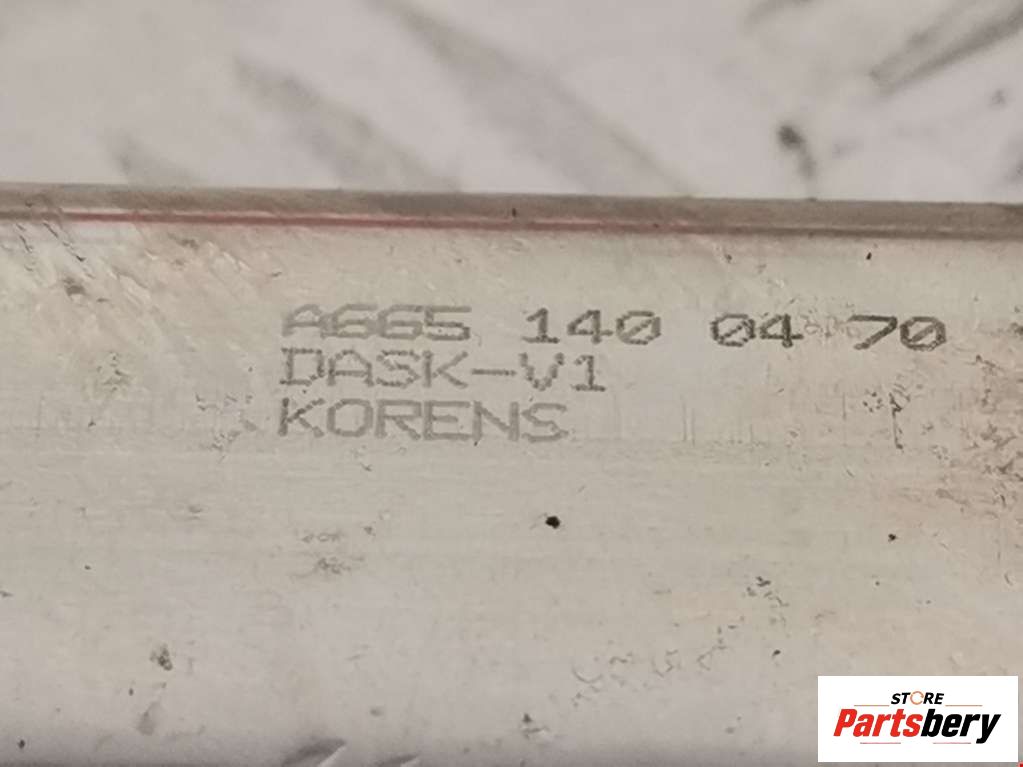 A665 140 04 70
DASK-V1
KORENS
STORE
Partsbery